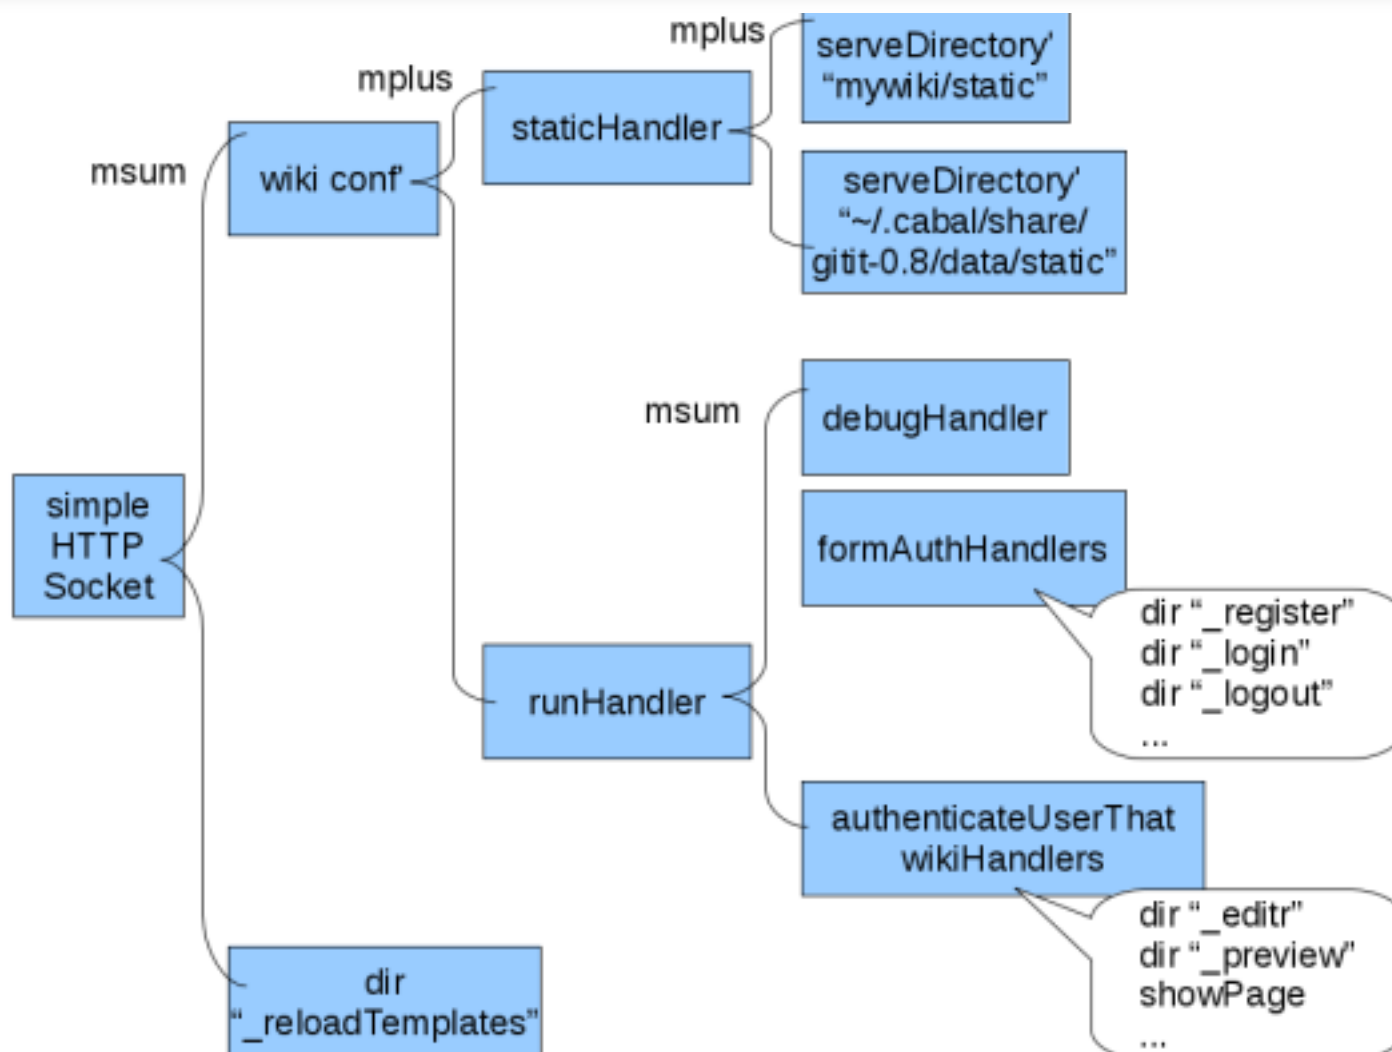 mplus
serveDirectory'
“mywiki/static”
mplus
staticHandler
msum
wiki conf'
serveDirectory'
“~/.cabal/share/
gitit-0.8/data/static”
msum
debugHandler
simple
HTTP
Socket
formAuthHandlers
dir “_register”
dir “_login”
dir “_logout”
...
runHandler
authenticateUserThat
wikiHandlers
dir “_editr”
dir “_preview”
showPage
...
dir
“_reloadTemplates”